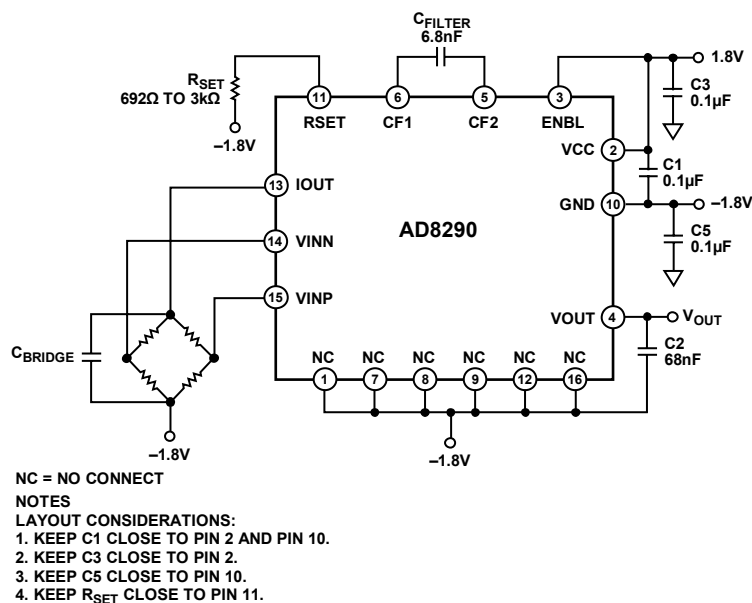 CFILTER
6.8nF
RSET
692Ω TO 3kΩ
–1.8V
11
RSET
6
CF1
5
CF2
3
ENBL
1.8V
C3
0.1µF
VCC
2
C1
0.1µF
GND
10
–1.8V
C5
0.1µF
13
IOUT
14
VINN
15
VINP
AD8290
VOUT
4
VOUT
C2
68nF
CBRIDGE
–1.8V
NC
NC
NC
NC
NC
NC
1
7
8
9
12
16
–1.8V
NC = NO CONNECT
NOTES
LAYOUT CONSIDERATIONS:
1. KEEP C1 CLOSE TO PIN 2 AND PIN 10.
2. KEEP C3 CLOSE TO PIN 2.
3. KEEP C5 CLOSE TO PIN 10.
4. KEEP RSET CLOSE TO PIN 11.